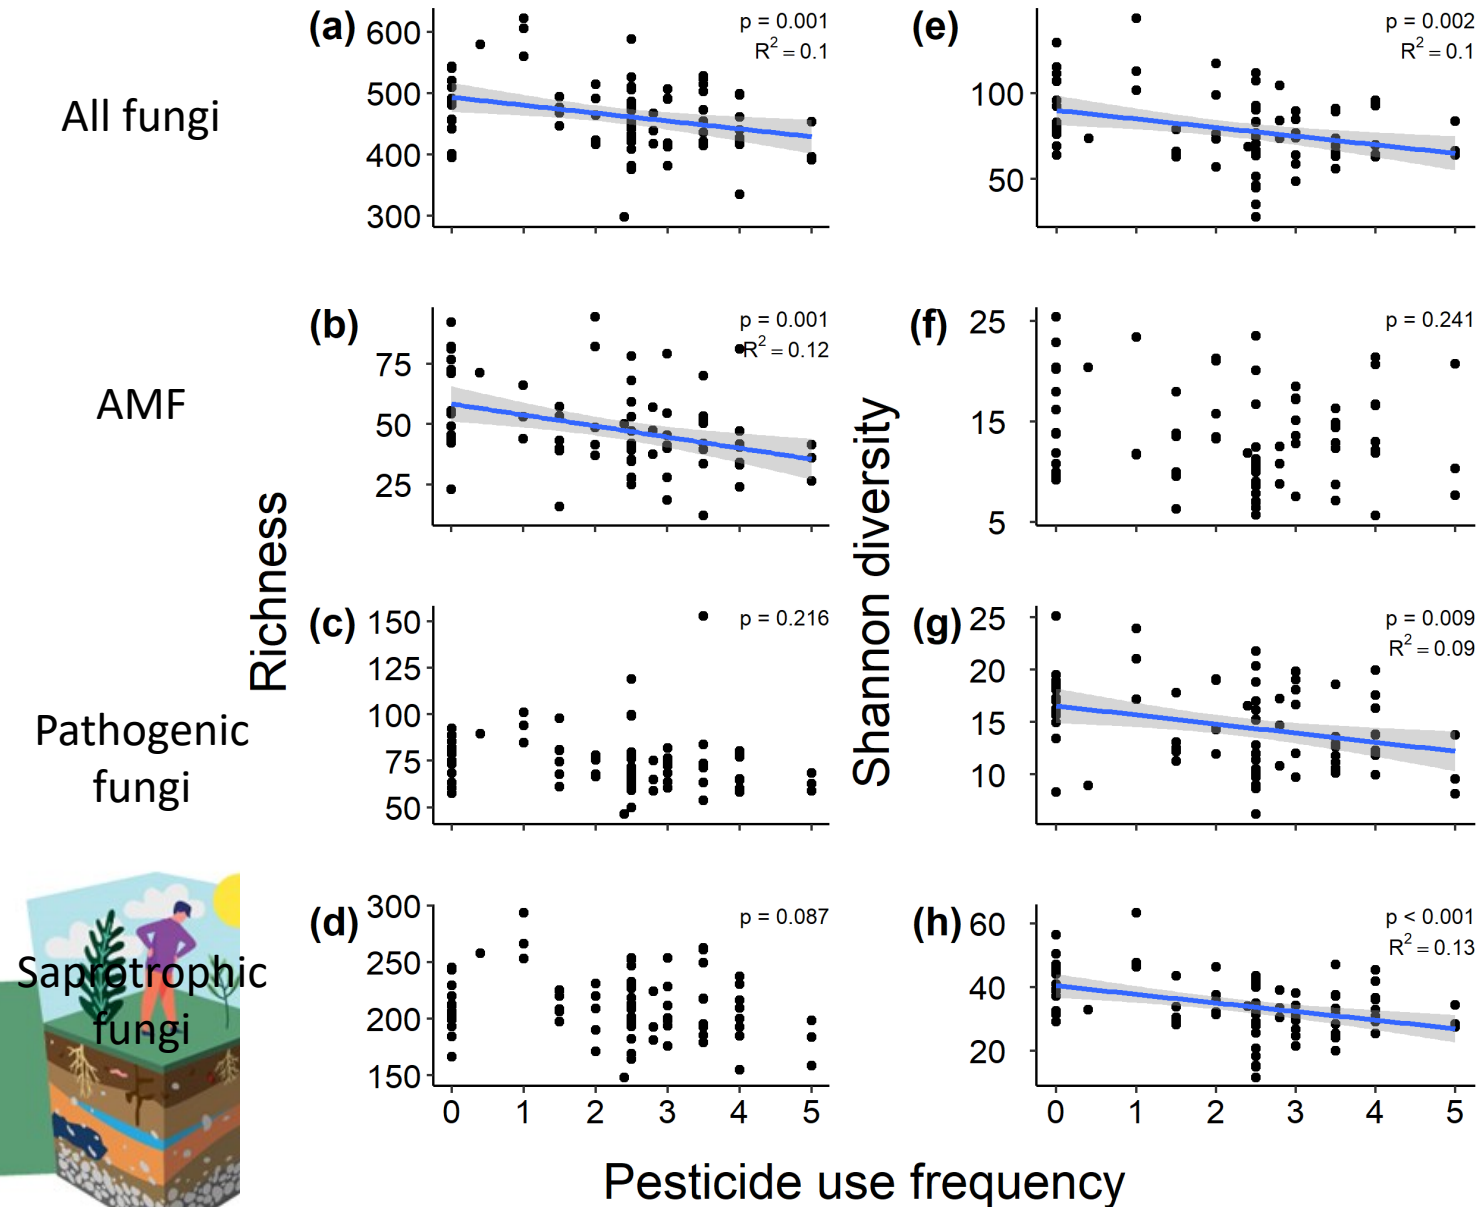 All fungi
AMF
Pathogenic
fungi
Saprotrophic
fungi
Richness
Shannon diversity
(a)
600
500
400
300
p = 0.001
R² = 0.1
(b)
75
50
25
p = 0.001
R² = 0.12
(c)
150
125
100
75
50
p = 0.216
(d)
300
250
200
150
p = 0.087
0 1 2 3 4 5
(e)
100
50
p = 0.002
R² = 0.1
(f)
25
15
5
p = 0.241
(g)
25
20
15
10
p = 0.009
R² = 0.09
(h)
60
40
20
p < 0.001
R² = 0.13
0 1 2 3 4 5
Pesticide use frequency